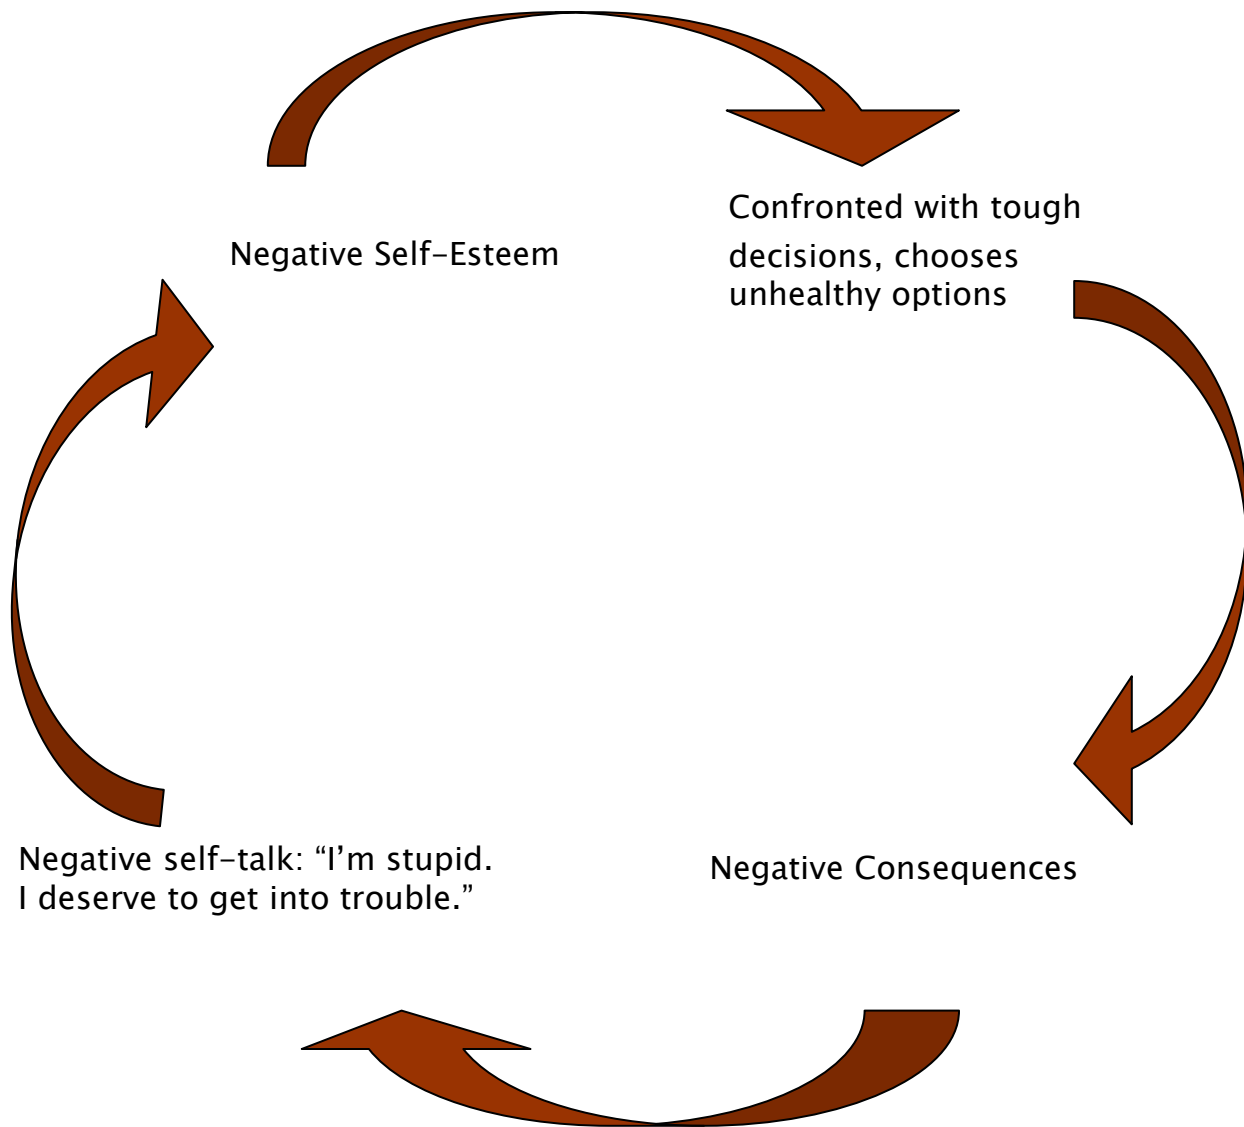 Negative Self-Esteem
Confronted with tough
decisions, chooses
unhealthy options
Negative self-talk: “I’m stupid.
I deserve to get into trouble.”
Negative Consequences